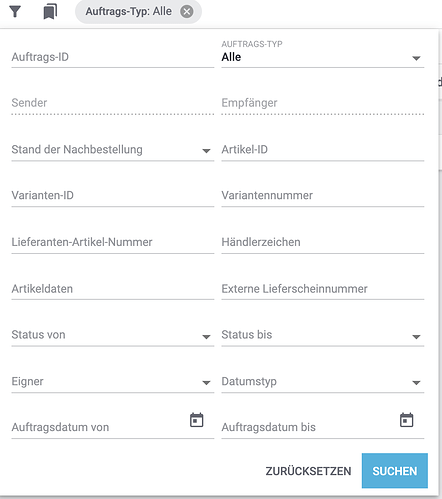 Auftrags-Typ: Alle
Auftrags-ID
AUFTRAGS-TYP
Alle
Sender
Empfänger
Stand der Nachbestellung
Artikel-ID
Varianten-ID
Variantennummer
Lieferanten-Artikel-Nummer
Händlerzeichen
Artikeldaten
Externe Lieferscheinnummer
Status von
Status bis
Eigner
Datumstyp
Auftragsdatum von
Auftragsdatum bis
ZURÜCKSETZEN
SUCHEN